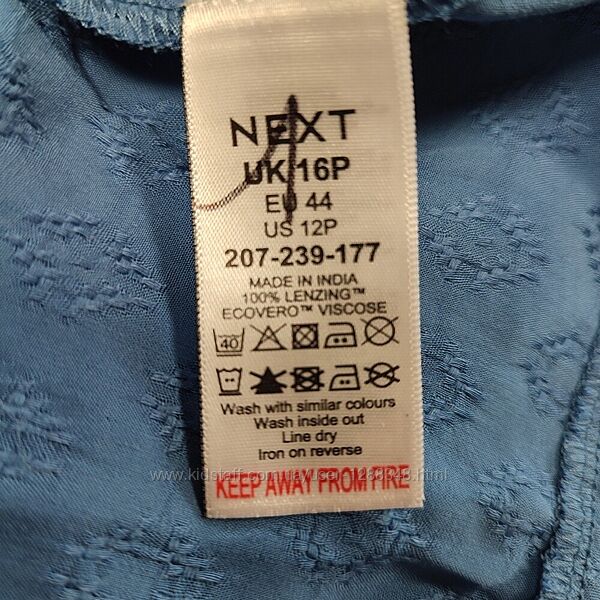 NEXT
UK 16P
EU 44
US 12P
207-239-177
MADE IN INDIA
100% LENZING™
ECOVERO™ VISCOSE
40
Wash with similar colours
Wash inside out
Line dry
Iron on reverse
KEEP AWAY FROM FIRE